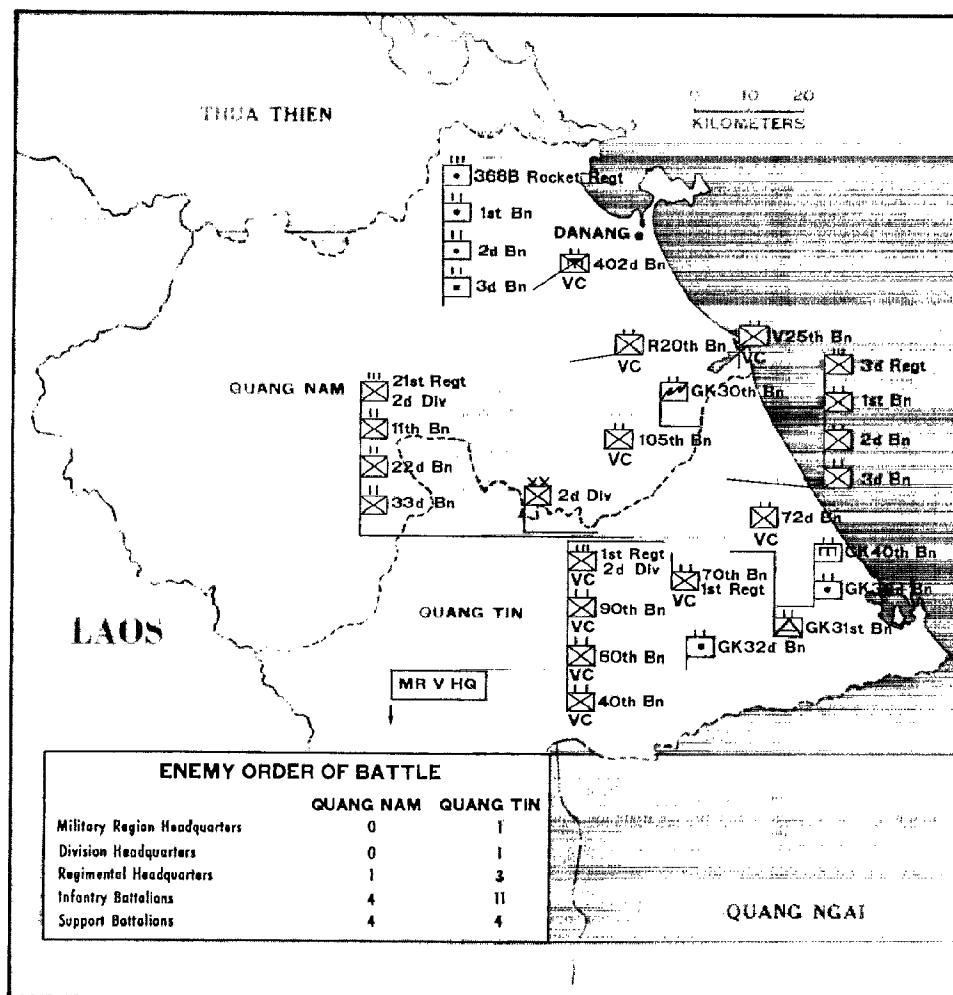 THUA THIEN
0 10 20
KILOMETERS
368B Rocket Regt
1st Bn
DANANG
2d Bn
402d Bn
VC
3d Bn
V25th Bn
VC
R20th Bn
VC
3d Regt
QUANG NAM
21st Regt
2d Div
GK30th Bn
1st Bn
11th Bn
105th Bn
VC
2d Bn
22d Bn
3d Bn
33d Bn
2d Div
72d Bn
VC
1st Regt
2d Div
VC
GK40th Bn
70th Bn
1st Regt
VC
QUANG TIN
90th Bn
VC
LAOS
GK31st Bn
GK32d Bn
60th Bn
VC
MR V HQ
40th Bn
VC
ENEMY ORDER OF BATTLE
QUANG NAM QUANG TIN
Military Region Headquarters 0 1
Division Headquarters 0 1
Regimental Headquarters 1 3
Infantry Battalions 4 11
Support Battalions 4 4
QUANG NGAI